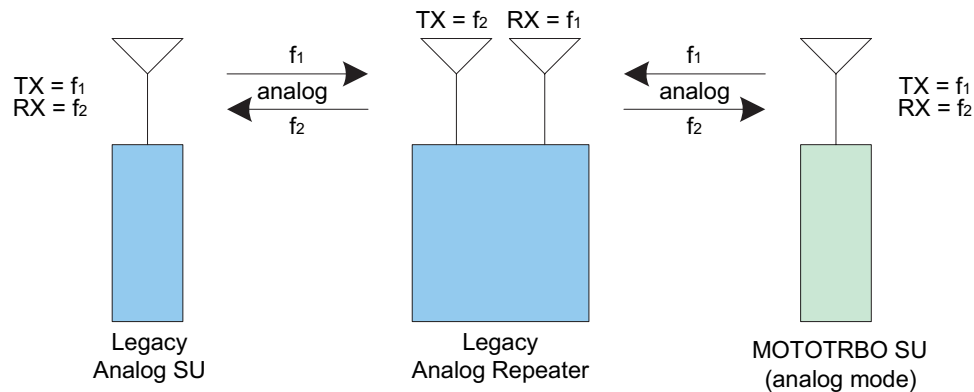 TX = f₂ RX = f₁
TX = f₁
RX = f₂
f₁
analog
f₂
f₁
analog
f₂
TX = f₁
RX = f₂
Legacy
Analog SU
Legacy
Analog Repeater
MOTOTRBO SU
(analog mode)